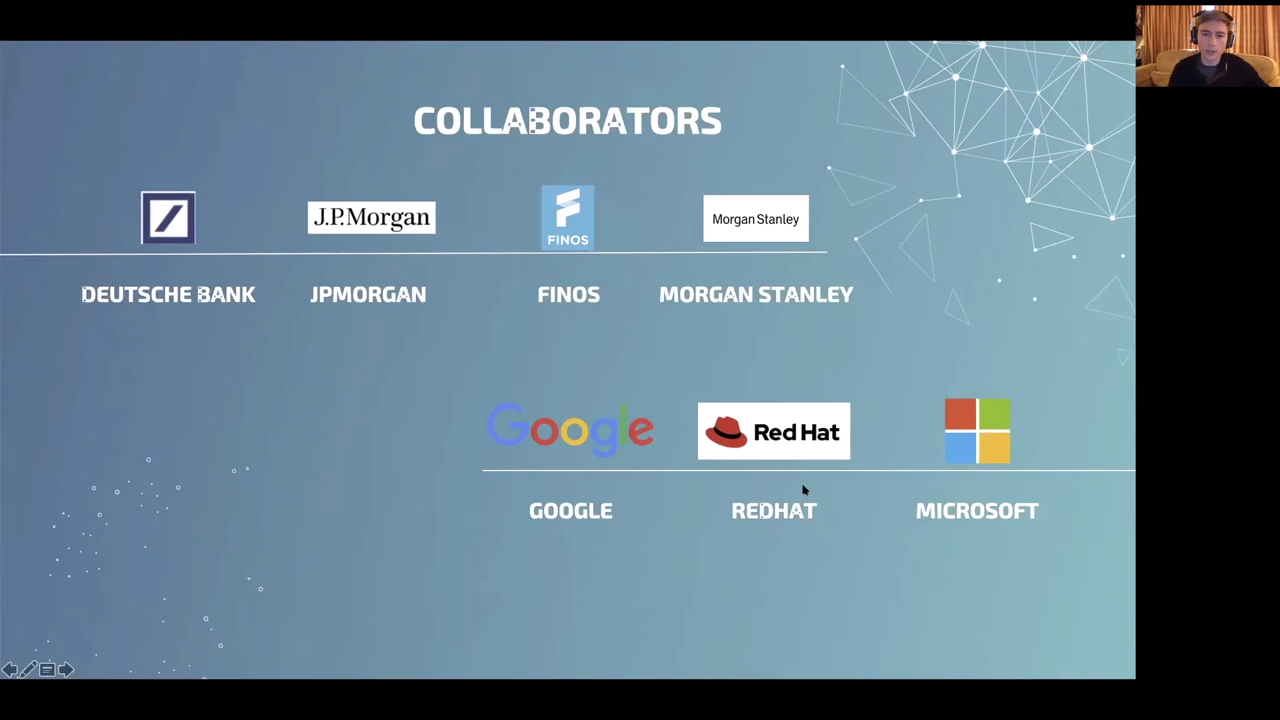 COLLABORATORS
J.P.Morgan
FINOS
Morgan Stanley
DEUTSCHE BANK
JPMORGAN
FINOS
MORGAN STANLEY
Google
Red Hat
GOOGLE
REDHAT
MICROSOFT